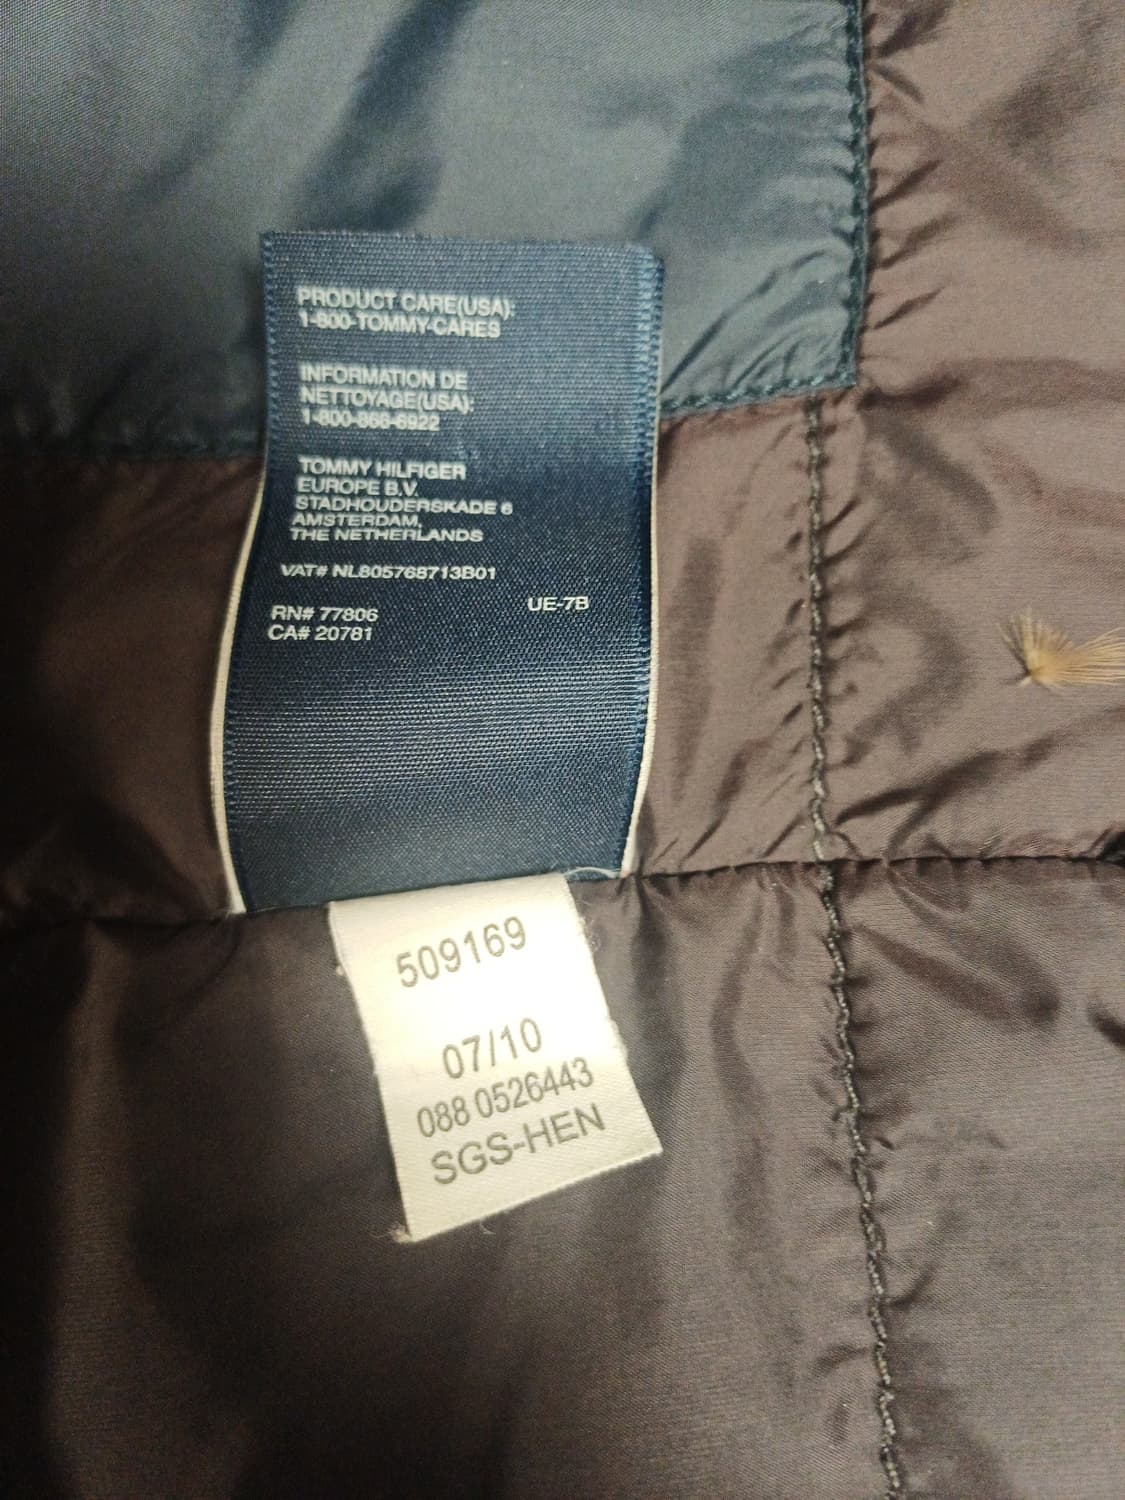 PRODUCT CARE(USA):
1-800-TOMMY-CARES
INFORMATION DE
NETTOYAGE(USA):
1-800-866-6922
TOMMY HILFIGER
EUROPE B.V.
STADHOUDERSKADE 6
AMSTERDAM,
THE NETHERLANDS
VAT# NL805768713B01
RN# 77806 UE-7B
CA# 20781
509169
07/10
088 0526443
SGS-HEN